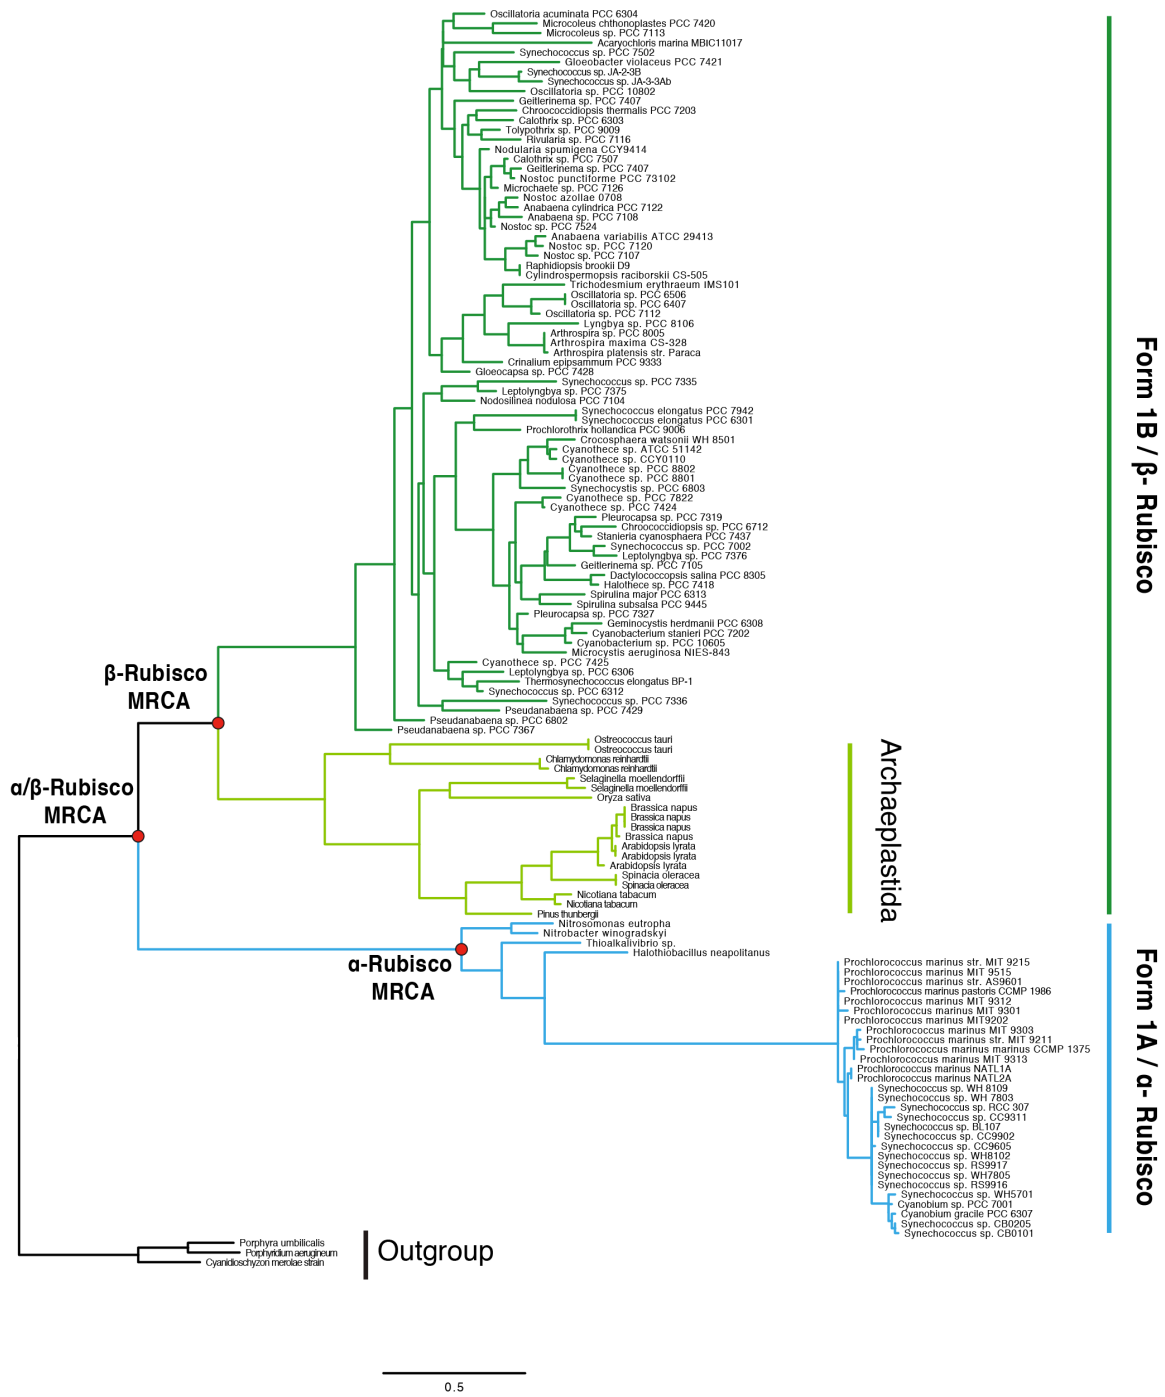 Oscillatoria acuminata PCC 6304
Microcoleus chthonoplastes PCC 7420
Microcoleus sp. PCC 7113
Acaryochloris marina MBIC11017
Synechococcus sp. PCC 7502
Gloeobacter violaceus PCC 7421
Synechococcus sp. JA-2-3B
Synechococcus sp. JA-3-3Ab
Oscillatoria sp. PCC 10802
Geitlerinema sp. PCC 7407
Chroococcidiopsis thermalis PCC 7203
Calothrix sp. PCC 6303
Tolypothrix sp. PCC 9009
Rivularia sp. PCC 7116
Nodularia spumigena CCY9414
Calothrix sp. PCC 7507
Geitlerinema sp. PCC 7407
Nostoc punctiforme PCC 73102
Microchaete sp. PCC 7126
Nostoc azollae 0708
Anabaena cylindrica PCC 7122
Anabaena sp. PCC 7108
Nostoc sp. PCC 7524
Anabaena variabilis ATCC 29413
Nostoc sp. PCC 7120
Nostoc sp. PCC 7107
Raphidiopsis brookii D9
Cylindrospermopsis raciborskii CS-505
Trichodesmium erythraeum IMS101
Oscillatoria sp. PCC 6506
Oscillatoria sp. PCC 6407
Oscillatoria sp. PCC 7112
Lyngbya sp. PCC 8106
Arthrospira sp. PCC 8005
Arthrospira maxima CS-328
Arthrospira platensis str. Paraca
Crinalium epipsammum PCC 9333
Gloeocapsa sp. PCC 7428
Synechococcus sp. PCC 7335
Leptolyngbya sp. PCC 7375
Nodosilinea nodulosa PCC 7104
Synechococcus elongatus PCC 7942
Synechococcus elongatus PCC 6301
Prochlorothrix hollandica PCC 9006
Crocosphaera watsonii WH 8501
Cyanothece sp. ATCC 51142
Cyanothece sp. CCY0110
Cyanothece sp. PCC 8802
Cyanothece sp. PCC 8801
Synechocystis sp. PCC 6803
Cyanothece sp. PCC 7822
Cyanothece sp. PCC 7424
Pleurocapsa sp. PCC 7319
Chroococcidiopsis sp. PCC 6712
Stanieria cyanosphaera PCC 7437
Synechococcus sp. PCC 7002
Leptolyngbya sp. PCC 7376
Geitlerinema sp. PCC 7105
Dactylococcopsis salina PCC 8305
Halothece sp. PCC 7418
Spirulina major PCC 6313
Spirulina subsalsa PCC 9445
Pleurocapsa sp. PCC 7327
Geminocystis herdmanii PCC 6308
Cyanobacterium stanieri PCC 7202
Cyanobacterium sp. PCC 10605
Microcystis aeruginosa NIES-843
Cyanothece sp. PCC 7425
Leptolyngbya sp. PCC 6306
Thermosynechococcus elongatus BP-1
Synechococcus sp. PCC 6312
Synechococcus sp. PCC 7336
Pseudanabaena sp. PCC 7429
Pseudanabaena sp. PCC 6802
Pseudanabaena sp. PCC 7367
Form 1B / β- Rubisco
β-Rubisco
MRCA
α/β-Rubisco
MRCA
Ostreococcus tauri
Ostreococcus tauri
Chlamydomonas reinhardtii
Chlamydomonas reinhardtii
Selaginella moellendorffii
Selaginella moellendorffii
Oryza sativa
Brassica napus
Brassica napus
Brassica napus
Brassica napus
Arabidopsis lyrata
Arabidopsis lyrata
Arabidopsis lyrata
Spinacia oleracea
Spinacia oleracea
Nicotiana tabacum
Nicotiana tabacum
Pinus thunbergii
Archaeplastida
α-Rubisco
MRCA
Nitrosomonas eutropha
Nitrobacter winogradskyi
Thioalkalivibrio sp.
Halothiobacillus neapolitanus
Prochlorococcus marinus str. MIT 9215
Prochlorococcus marinus MIT 9515
Prochlorococcus marinus str. AS9601
Prochlorococcus marinus pastoris CCMP 1986
Prochlorococcus marinus MIT 9312
Prochlorococcus marinus MIT 9301
Prochlorococcus marinus MIT9202
Prochlorococcus marinus MIT 9303
Prochlorococcus marinus str. MIT 9211
Prochlorococcus marinus marinus CCMP 1375
Prochlorococcus marinus MIT 9313
Prochlorococcus marinus NATL1A
Prochlorococcus marinus NATL2A
Synechococcus sp. WH 8109
Synechococcus sp. WH 7803
Synechococcus sp. RCC 307
Synechococcus sp. CC9311
Synechococcus sp. BL107
Synechococcus sp. CC9902
Synechococcus sp. CC9605
Synechococcus sp. WH8102
Synechococcus sp. RS9917
Synechococcus sp. WH7805
Synechococcus sp. RS9916
Synechococcus sp. WH5701
Cyanobium sp. PCC 7001
Cyanobium gracile PCC 6307
Synechococcus sp. CB0205
Synechococcus sp. CB0101
Form 1A / α- Rubisco
Porphyra umbilicalis
Porphyridium aerugineum
Cyanidioschyzon merolae strain
Outgroup
0.5